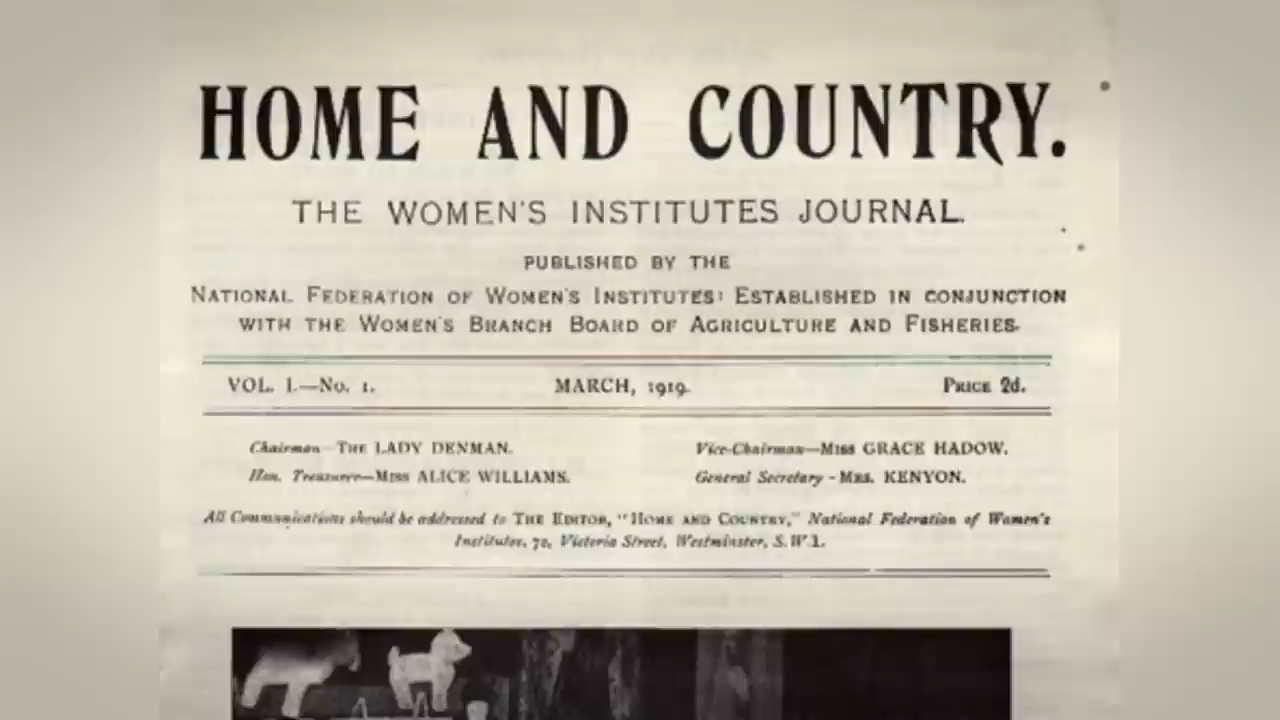 HOME AND COUNTRY.
THE WOMEN'S INSTITUTES JOURNAL.
PUBLISHED BY THE
NATIONAL FEDERATION OF WOMEN'S INSTITUTES: ESTABLISHED IN CONJUNCTION
WITH THE WOMEN'S BRANCH BOARD OF AGRICULTURE AND FISHERIES.
VOL. I.—No. 1. MARCH, 1919. PRICE 2d.
Chairman—THE LADY DENMAN. Vice-Chairman—MISS GRACE HADOW.
Hon. Treasurer—MISS ALICE WILLIAMS. General Secretary - MRS. KENYON.
All Communications should be addressed to THE EDITOR, "HOME AND COUNTRY," National Federation of Women's
Institutes, 72, Victoria Street, Westminster, S.W.1.